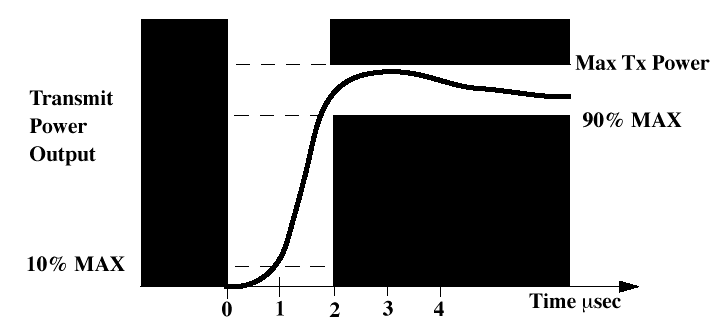 Max Tx Power
Transmit
Power
Output
90% MAX
10% MAX
0 1 2 3 4
Time µsec